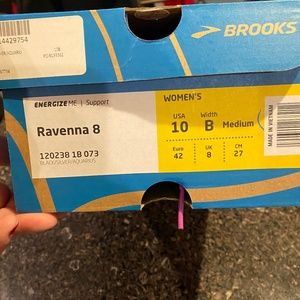 14429754
BROOKS
ENERGIZE ME | Support
Ravenna 8
120238 1B 073
BLACK/SILVER/AQUARIUS
WOMEN'S
USA Width
10 B Medium
Euro UK CM
42 8 27
MADE IN VIETNAM